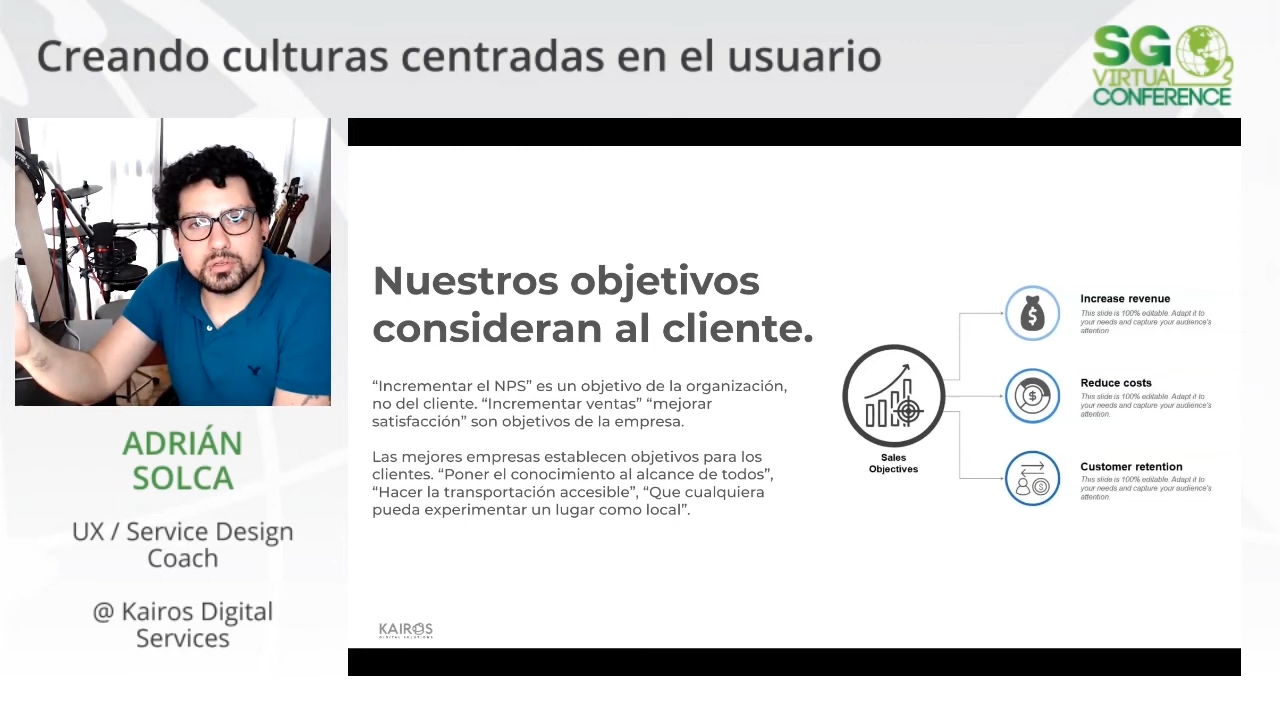 Creando culturas centradas en el usuario
SG
VIRTUAL
CONFERENCE
ADRIÁN
SOLCA
UX / Service Design
Coach
@ Kairos Digital
Services
Nuestros objetivos
consideran al cliente.
“Incrementar el NPS” es un objetivo de la organización,
no del cliente. “Incrementar ventas” “mejorar
satisfacción” son objetivos de la empresa.
Las mejores empresas establecen objetivos para los
clientes. “Poner el conocimiento al alcance de todos”,
“Hacer la transportación accesible”, “Que cualquiera
pueda experimentar un lugar como local”.
Sales
Objectives
Increase revenue
This slide is 100% editable. Adapt it to
your needs and capture your audience's
attention
Reduce costs
This slide is 100% editable. Adapt it to
your needs and capture your audience's
attention.
Customer retention
This slide is 100% editable. Adapt it to
your needs and capture your audience's
attention.
KAIROS
DIGITAL SOLUTIONS